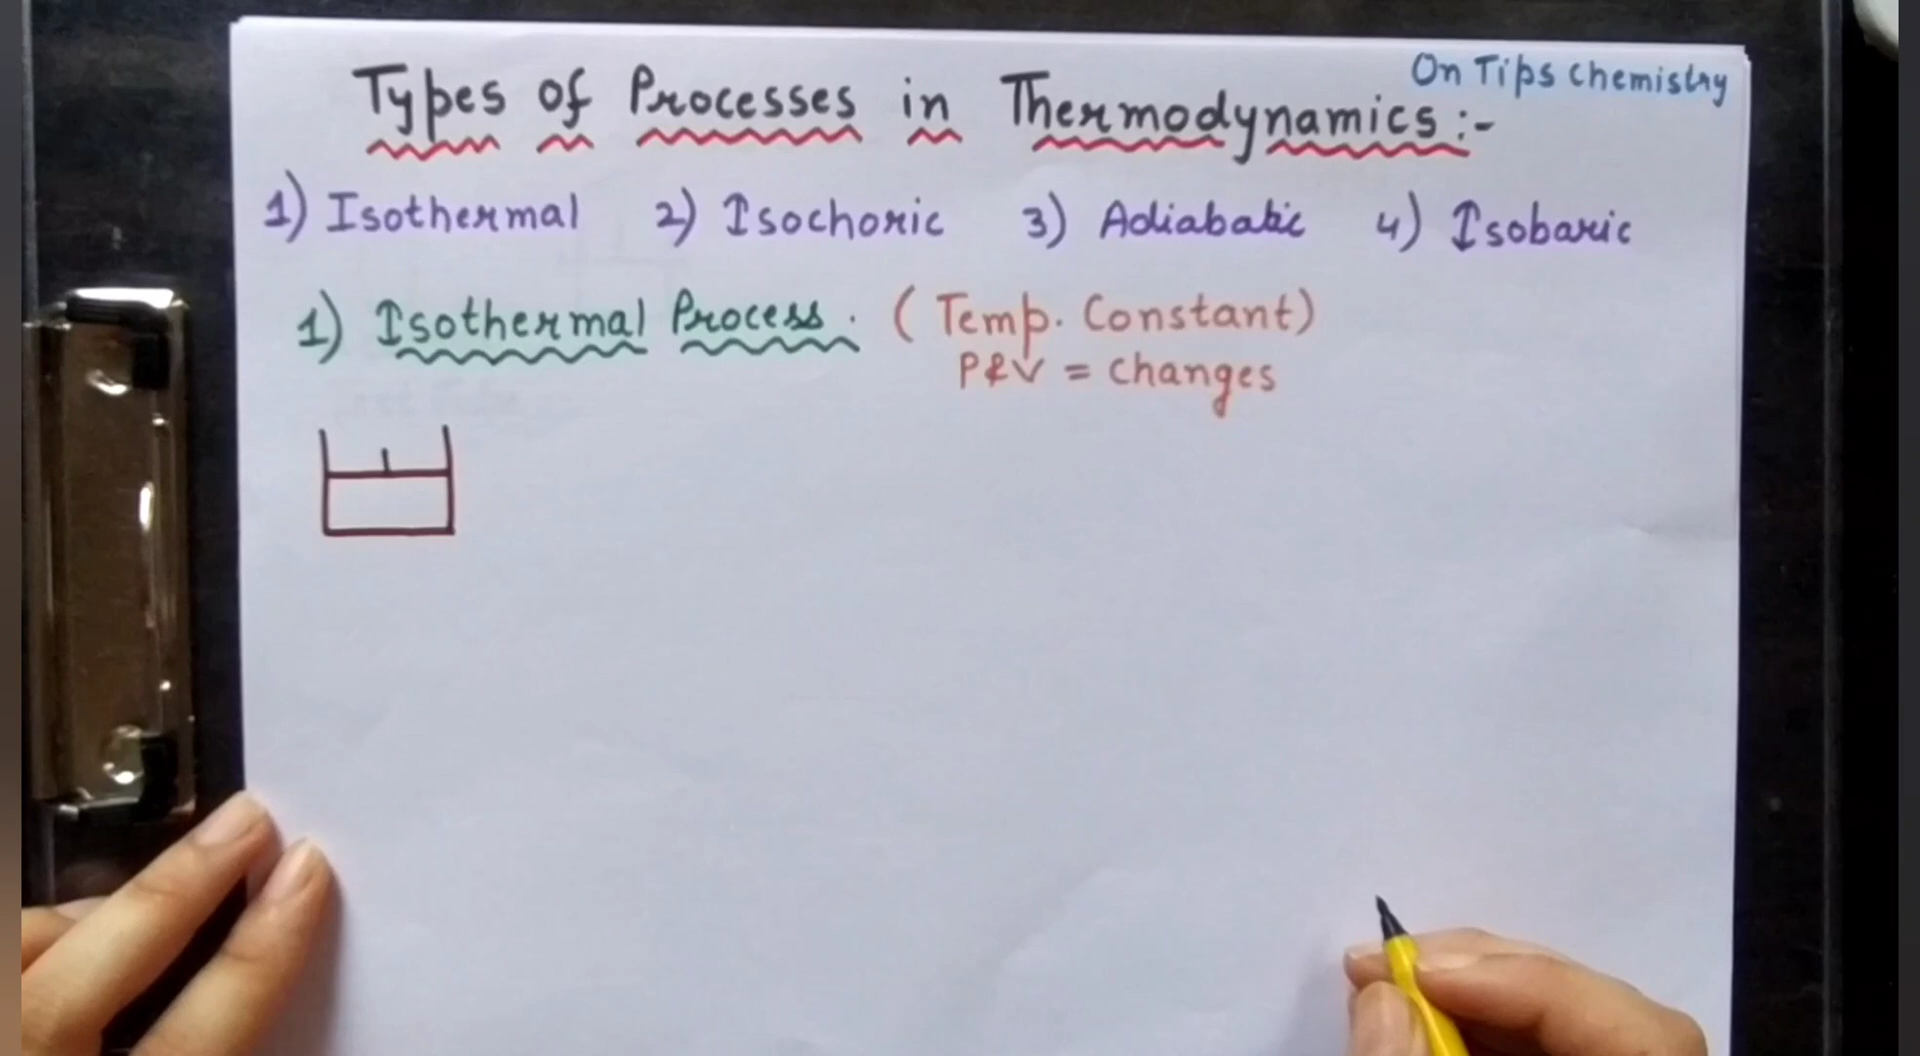 On Tips Chemistry
Types of Processes in Thermodynamics :-
1) Isothermal 2) Isochoric 3) Adiabatic 4) Isobaric
1) Isothermal Process. (Temp. Constant)
P&V = Changes